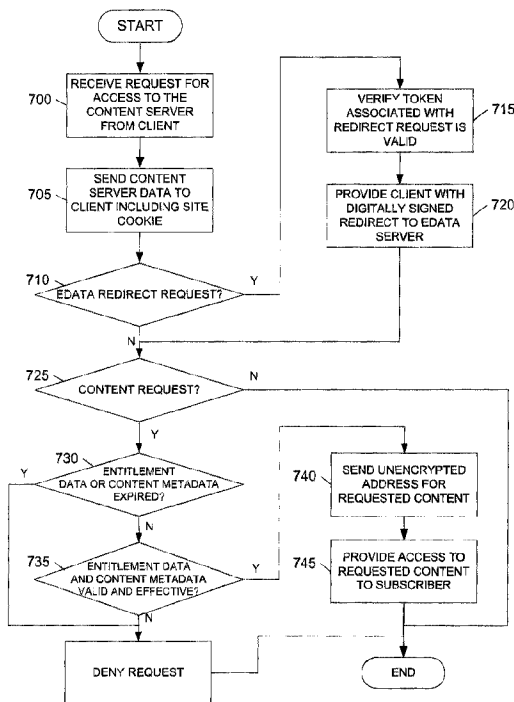 START
700
RECEIVE REQUEST FOR
ACCESS TO THE
CONTENT SERVER
FROM CLIENT
705
SEND CONTENT
SERVER DATA TO
CLIENT INCLUDING SITE
COOKIE
710
EDATA REDIRECT REQUEST?
Y
N
VERIFY TOKEN
ASSOCIATED WITH
REDIRECT REQUEST IS
VALID
715
PROVIDE CLIENT WITH
DIGITALLY SIGNED
REDIRECT TO EDATA
SERVER
720
725
CONTENT REQUEST?
N
Y
730
Y
ENTITLEMENT
DATA OR CONTENT METADATA
EXPIRED?
N
735
ENTITLEMENT DATA
AND CONTENT METADATA
VALID AND EFFECTIVE?
Y
N
740
SEND UNENCRYPTED
ADDRESS FOR
REQUESTED CONTENT
745
PROVIDE ACCESS TO
REQUESTED CONTENT
TO SUBSCRIBER
DENY REQUEST
END